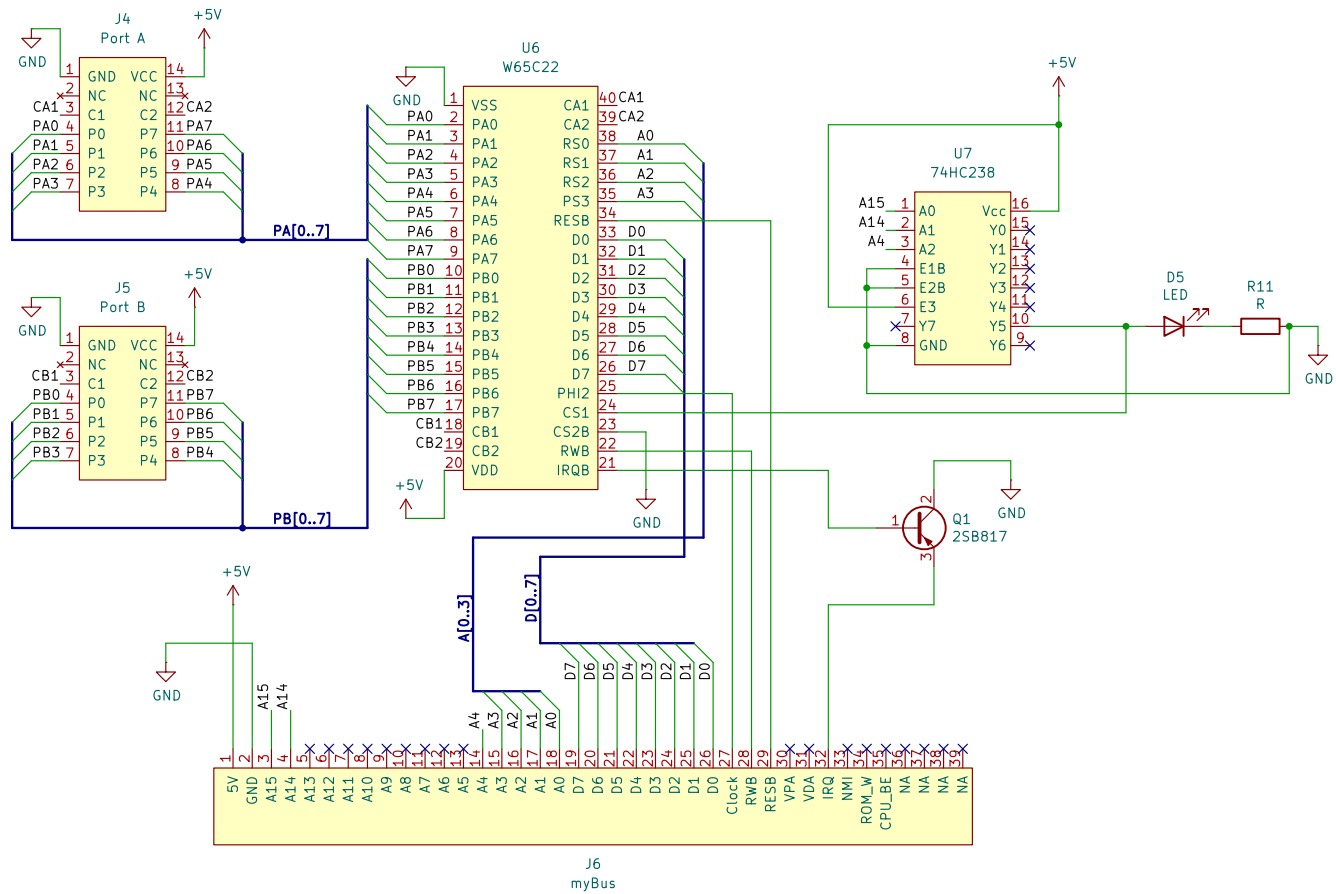 J4
Port A
+5V
GND
1 GND VCC 14
2 NC NC 13
CA1 3 C1 C2 12 CA2
PA0 4 P0 P7 11 PA7
PA1 5 P1 P6 10 PA6
PA2 6 P2 P5 9 PA5
PA3 7 P3 P4 8 PA4
PA[0..7]
J5
Port B
+5V
GND
1 GND VCC 14
2 NC NC 13
CB1 3 C1 C2 12 CB2
PB0 4 P0 P7 11 PB7
PB1 5 P1 P6 10 PB6
PB2 6 P2 P5 9 PB5
PB3 7 P3 P4 8 PB4
PB[0..7]
U6
W65C22
GND
1 VSS CA1 40 CA1
PA0 2 PA0 CA2 39 CA2
PA1 3 PA1 RS0 38 A0
PA2 4 PA2 RS1 37 A1
PA3 5 PA3 RS2 36 A2
PA4 6 PA4 PS3 35 A3
PA5 7 PA5 RESB 34
PA6 8 PA6 D0 33 D0
PA7 9 PA7 D1 32 D1
PB0 10 PB0 D2 31 D2
PB1 11 PB1 D3 30 D3
PB2 12 PB2 D4 29 D4
PB3 13 PB3 D5 28 D5
PB4 14 PB4 D6 27 D6
PB5 15 PB5 D7 26 D7
PB6 16 PB6 PHI2 25
PB7 17 PB7 CS1 24
CB1 18 CB1 CS2B 23
CB2 19 CB2 RWB 22
20 VDD IRQB 21
+5V
GND
+5V
U7
74HC238
A15 1 A0 Vcc 16
A14 2 A1 Y0 15
A4 3 A2 Y1 14
4 E1B Y2 13
5 E2B Y3 12
6 E3 Y4 11
7 Y7 Y5 10
8 GND Y6 9
D5
LED
R11
R
GND
GND
1
2
3
Q1
2SB817
A[0..3]
D[0..7]
+5V
GND
A15
A14
A4
A3
A2
A1
A0
D7
D6
D5
D4
D3
D2
D1
D0
1 5V
2 GND
3 A15
4 A14
5 A13
6 A12
7 A11
8 A10
9 A9
10 A8
11 A7
12 A6
13 A5
14 A4
15 A3
16 A2
17 A1
18 A0
19 D7
20 D6
21 D5
22 D4
23 D3
24 D2
25 D1
26 D0
27 Clock
28 RWB
29 RESB
30 VPA
31 VDA
32 IRQ
33 NMI
34 ROM_W
35 CPU_BE
36 NA
37 NA
38 NA
39 NA
J6
myBus